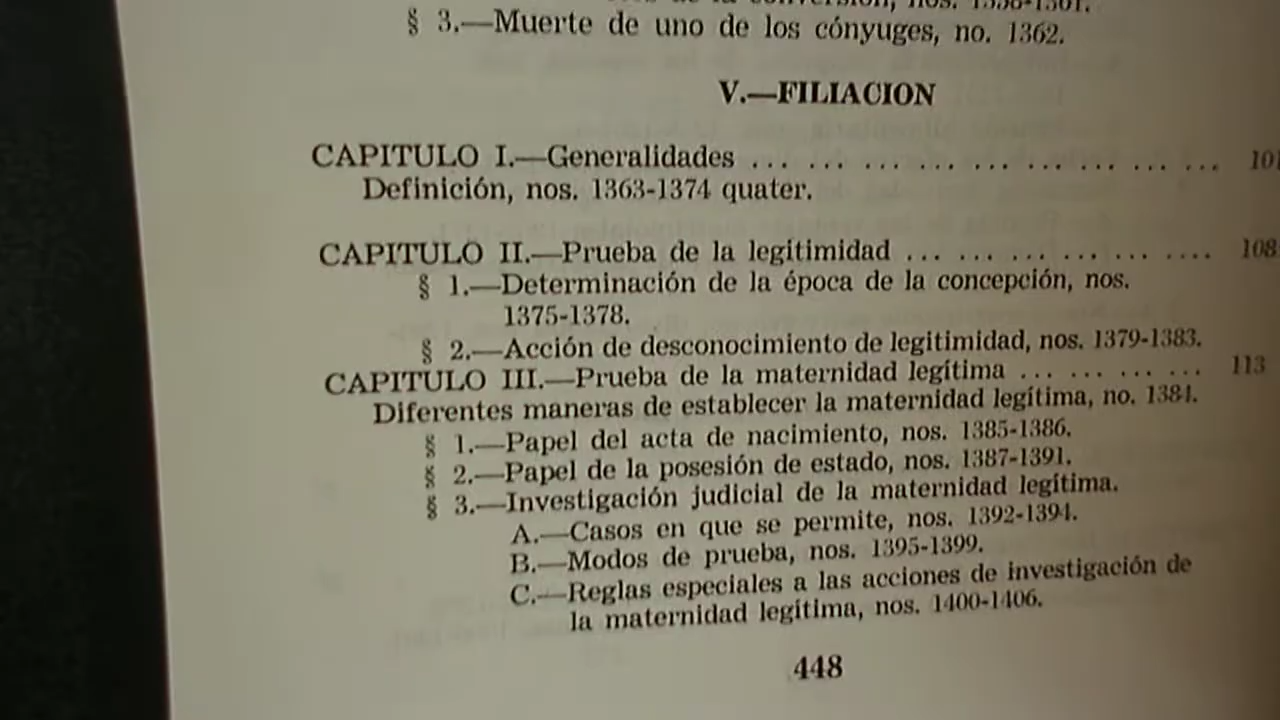 nos. 1358-1361.
§ 3.—Muerte de uno de los cónyuges, no. 1362.
V.—FILIACION
CAPITULO I.—Generalidades ... ... ... ... ... ... ... ... ... 101
Definición, nos. 1363-1374 quater.
CAPITULO II.—Prueba de la legitimidad ... ... ... ... ... .... 108
§ 1.—Determinación de la época de la concepción, nos.
1375-1378.
§ 2.—Acción de desconocimiento de legitimidad, nos. 1379-1383.
CAPITULO III.—Prueba de la maternidad legítima ... ... ... ... 113
Diferentes maneras de establecer la maternidad legítima, no. 1384.
§ 1.—Papel del acta de nacimiento, nos. 1385-1386.
§ 2.—Papel de la posesión de estado, nos. 1387-1391.
§ 3.—Investigación judicial de la maternidad legítima.
A.—Casos en que se permite, nos. 1392-1394.
B.—Modos de prueba, nos. 1395-1399.
C.—Reglas especiales a las acciones de investigación de
la maternidad legítima, nos. 1400-1406.
448